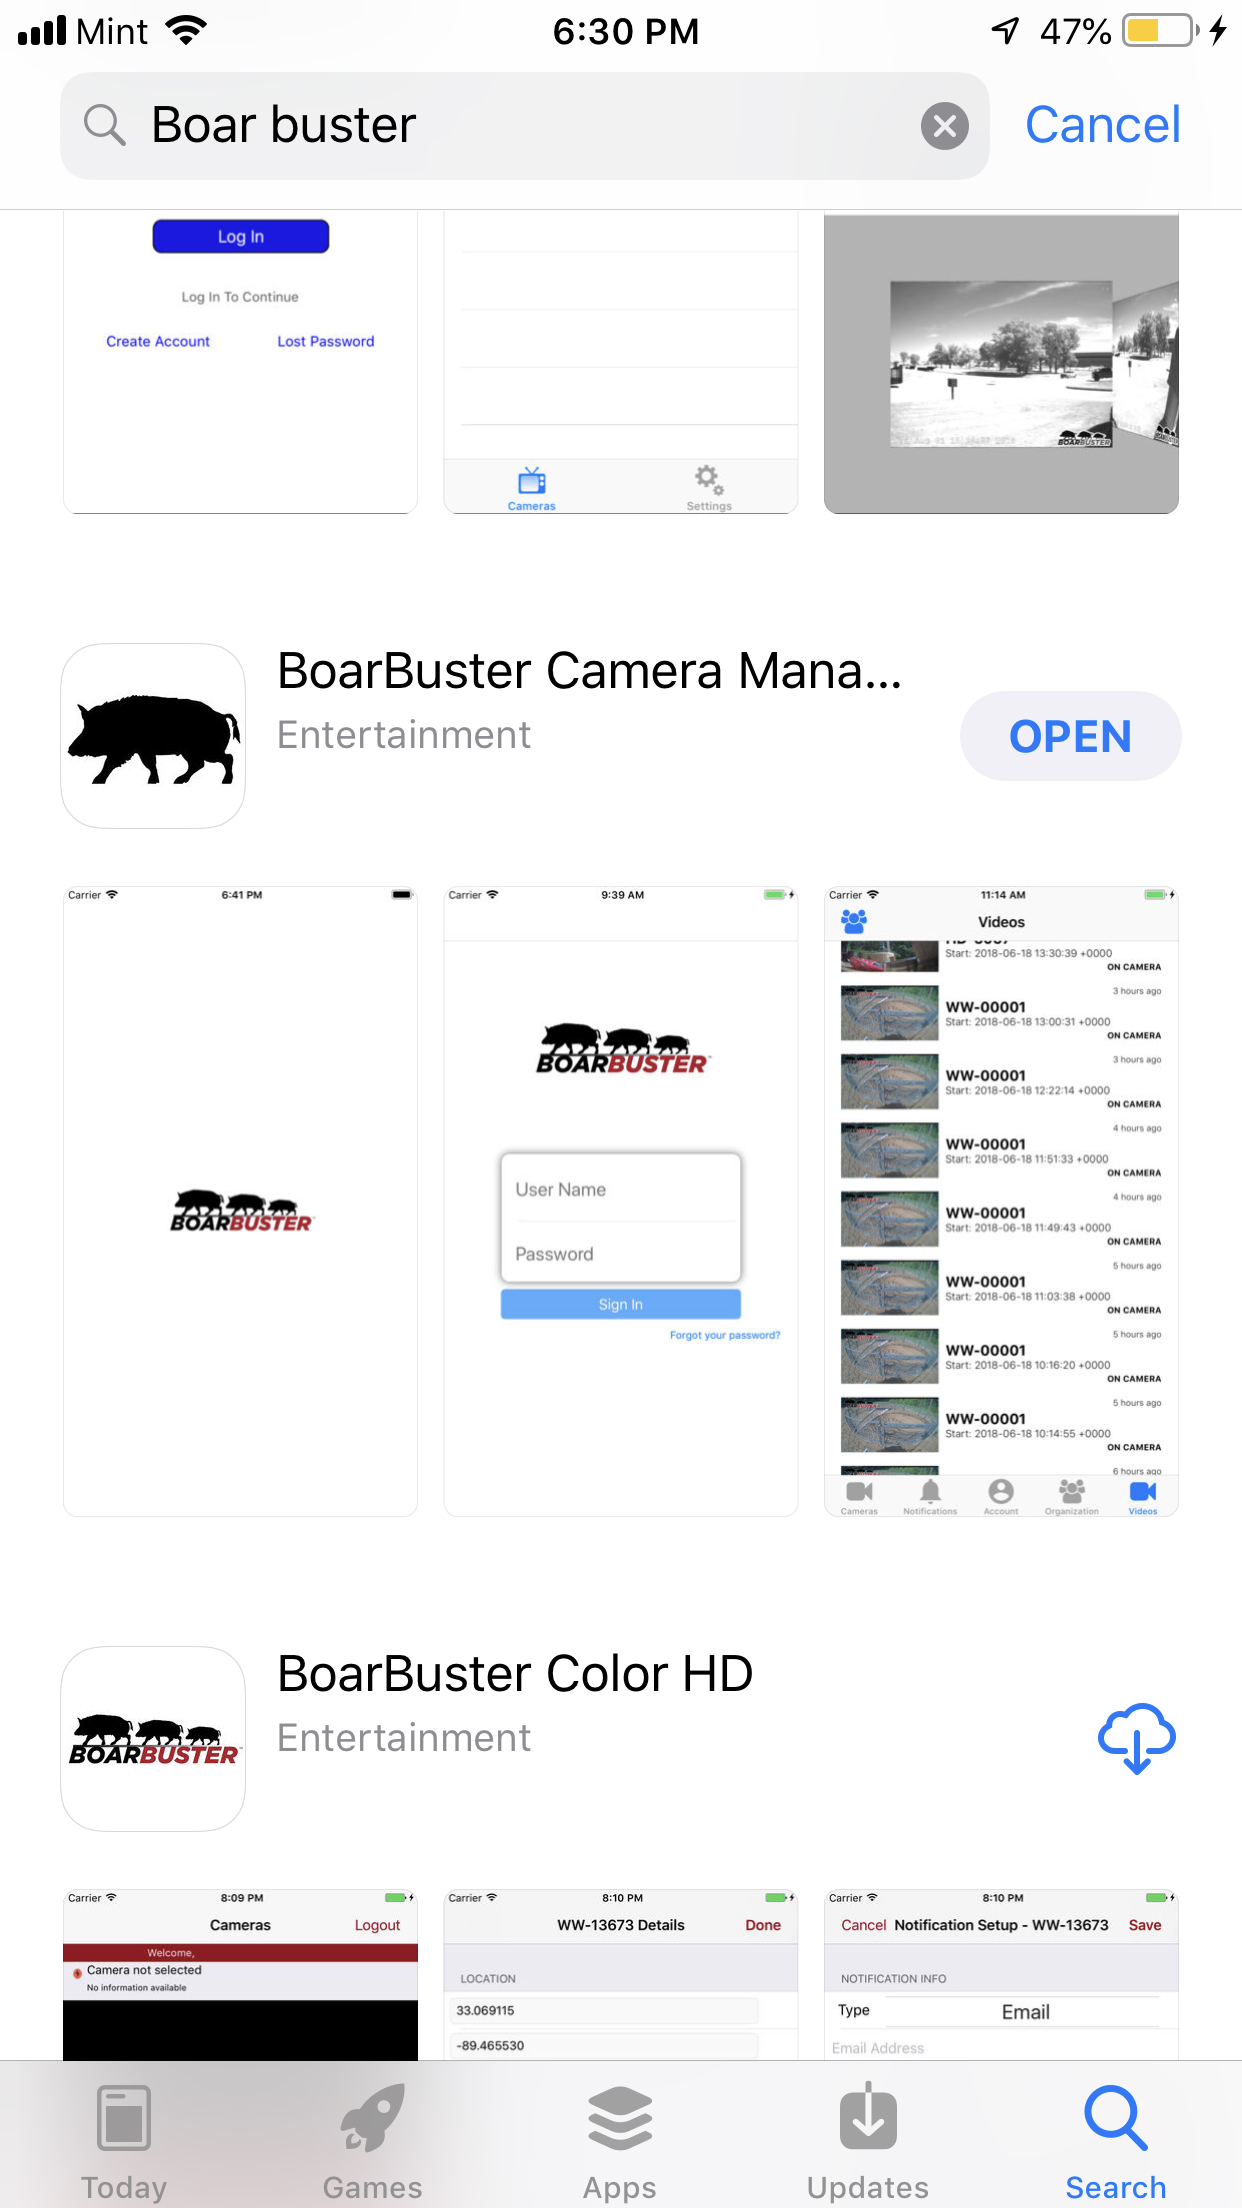 Mint
6:30 PM
47%
Boar buster
Cancel
Log In
Log In To Continue
Create Account
Lost Password
Cameras
Settings
BOARBUSTER
BoarBuster Camera Mana...
Entertainment
OPEN
Carrier
6:41 PM
BOARBUSTER
Carrier
9:39 AM
BOARBUSTER
User Name
Password
Sign In
Forgot your password?
Carrier
11:14 AM
Videos
Start: 2018-06-18 13:30:39 +0000
ON CAMERA
3 hours ago
WW-00001
Start: 2018-06-18 13:00:31 +0000
ON CAMERA
3 hours ago
WW-00001
Start: 2018-06-18 12:22:14 +0000
ON CAMERA
4 hours ago
WW-00001
Start: 2018-06-18 11:51:33 +0000
ON CAMERA
4 hours ago
WW-00001
Start: 2018-06-18 11:49:43 +0000
ON CAMERA
5 hours ago
WW-00001
Start: 2018-06-18 11:03:38 +0000
ON CAMERA
5 hours ago
WW-00001
Start: 2018-06-18 10:16:20 +0000
ON CAMERA
5 hours ago
WW-00001
Start: 2018-06-18 10:14:55 +0000
ON CAMERA
6 hours ago
Cameras
Notifications
Account
Organization
Videos
BoarBuster Color HD
Entertainment
BOARBUSTER
Carrier
8:09 PM
Cameras
Logout
Welcome,
Camera not selected
No information available
Carrier
8:10 PM
WW-13673 Details
Done
LOCATION
33.069115
-89.465530
Carrier
8:10 PM
Cancel
Notification Setup - WW-13673
Save
NOTIFICATION INFO
Type
Email
Email Address
Today
Games
Apps
Updates
Search